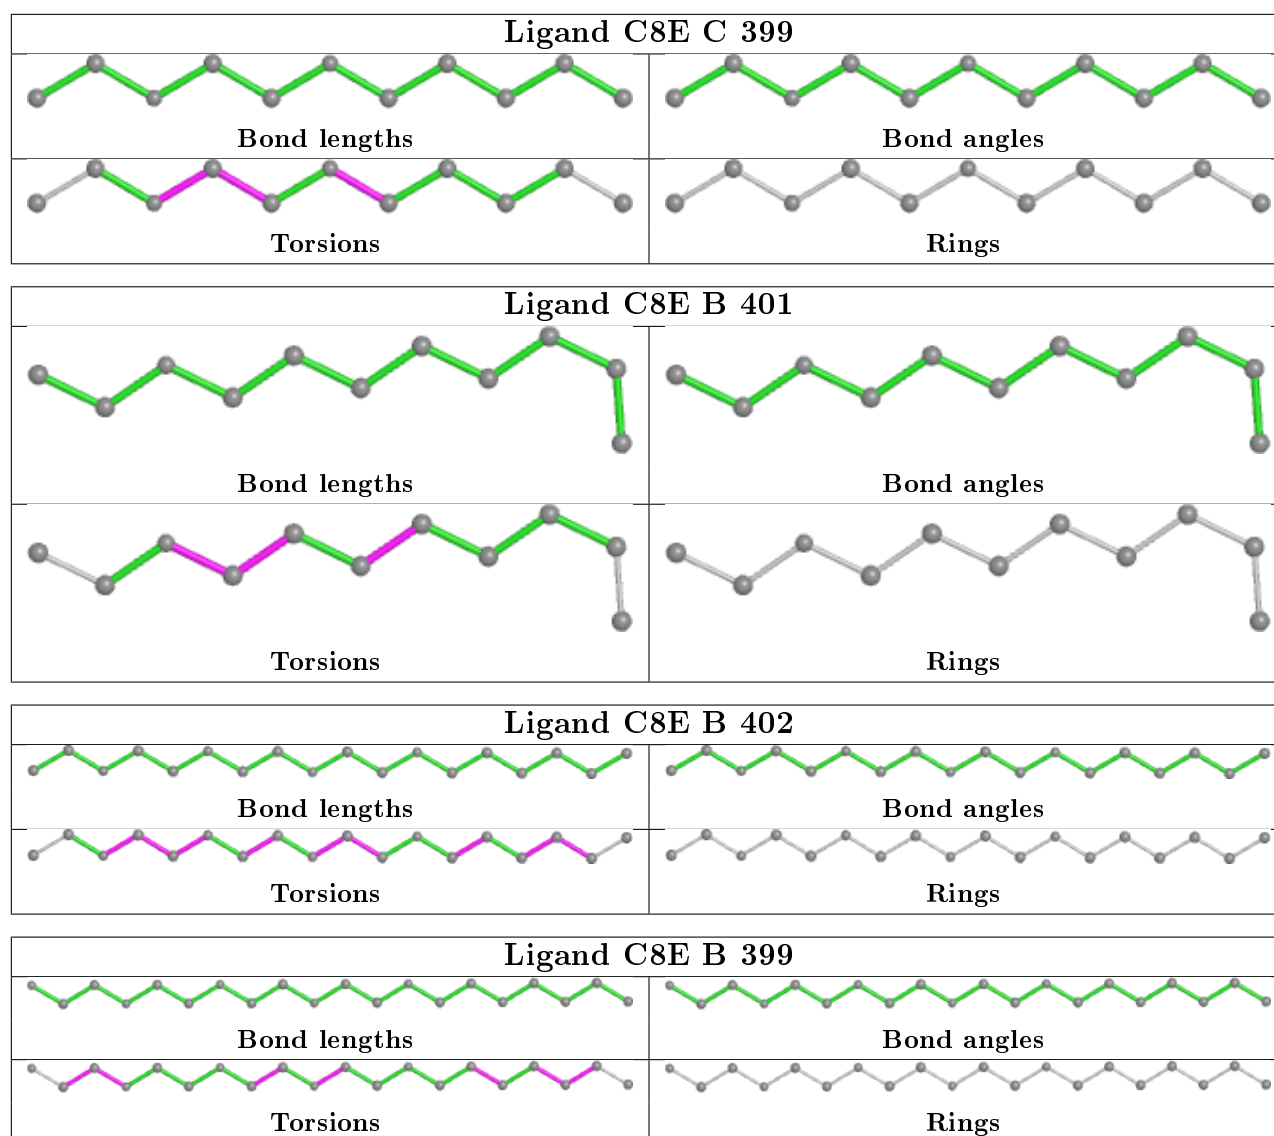 Ligand C8E C 399
Bond lengths
Bond angles
Torsions
Rings
Ligand C8E B 401
Bond lengths
Bond angles
Torsions
Rings
Ligand C8E B 402
Bond lengths
Bond angles
Torsions
Rings
Ligand C8E B 399
Bond lengths
Bond angles
Torsions
Rings